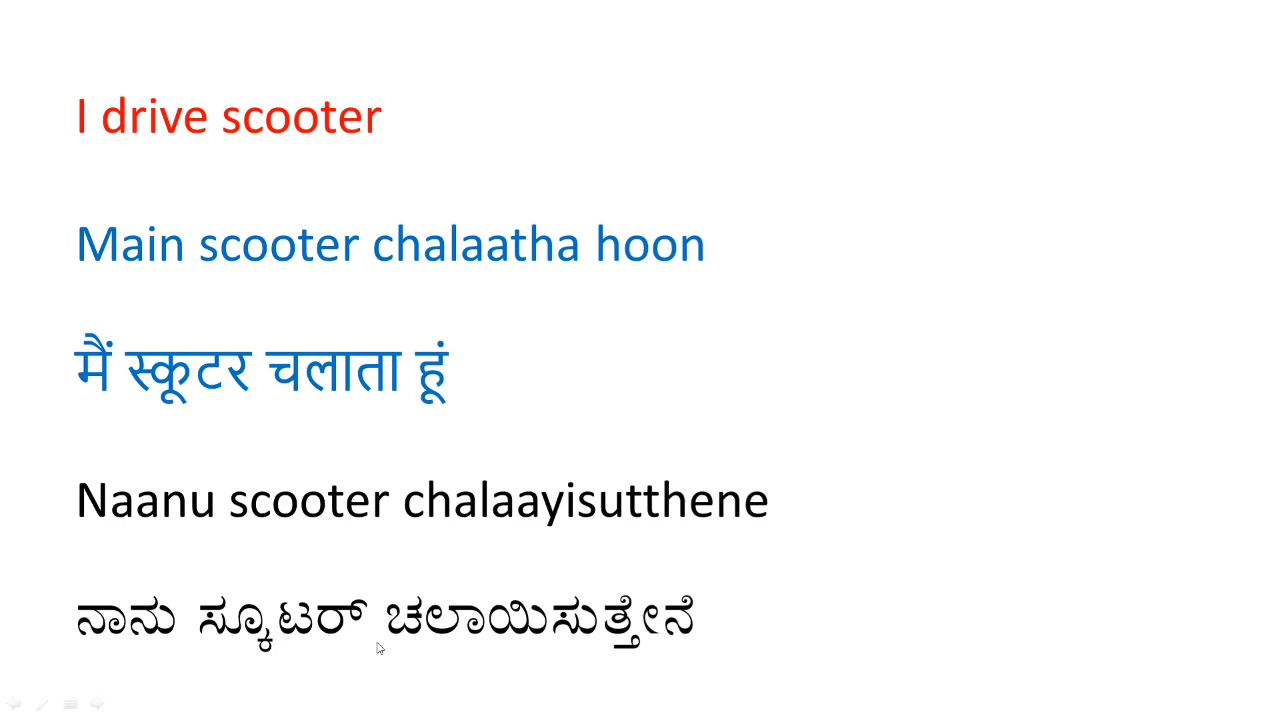 I drive scooter
Main scooter chalaatha hoon
मैं स्कूटर चलाता हूं
Naanu scooter chalaayisutthene
ನಾನು ಸ್ಕೂಟರ್ ಚಲಾಯಿಸುತ್ತೇನೆ